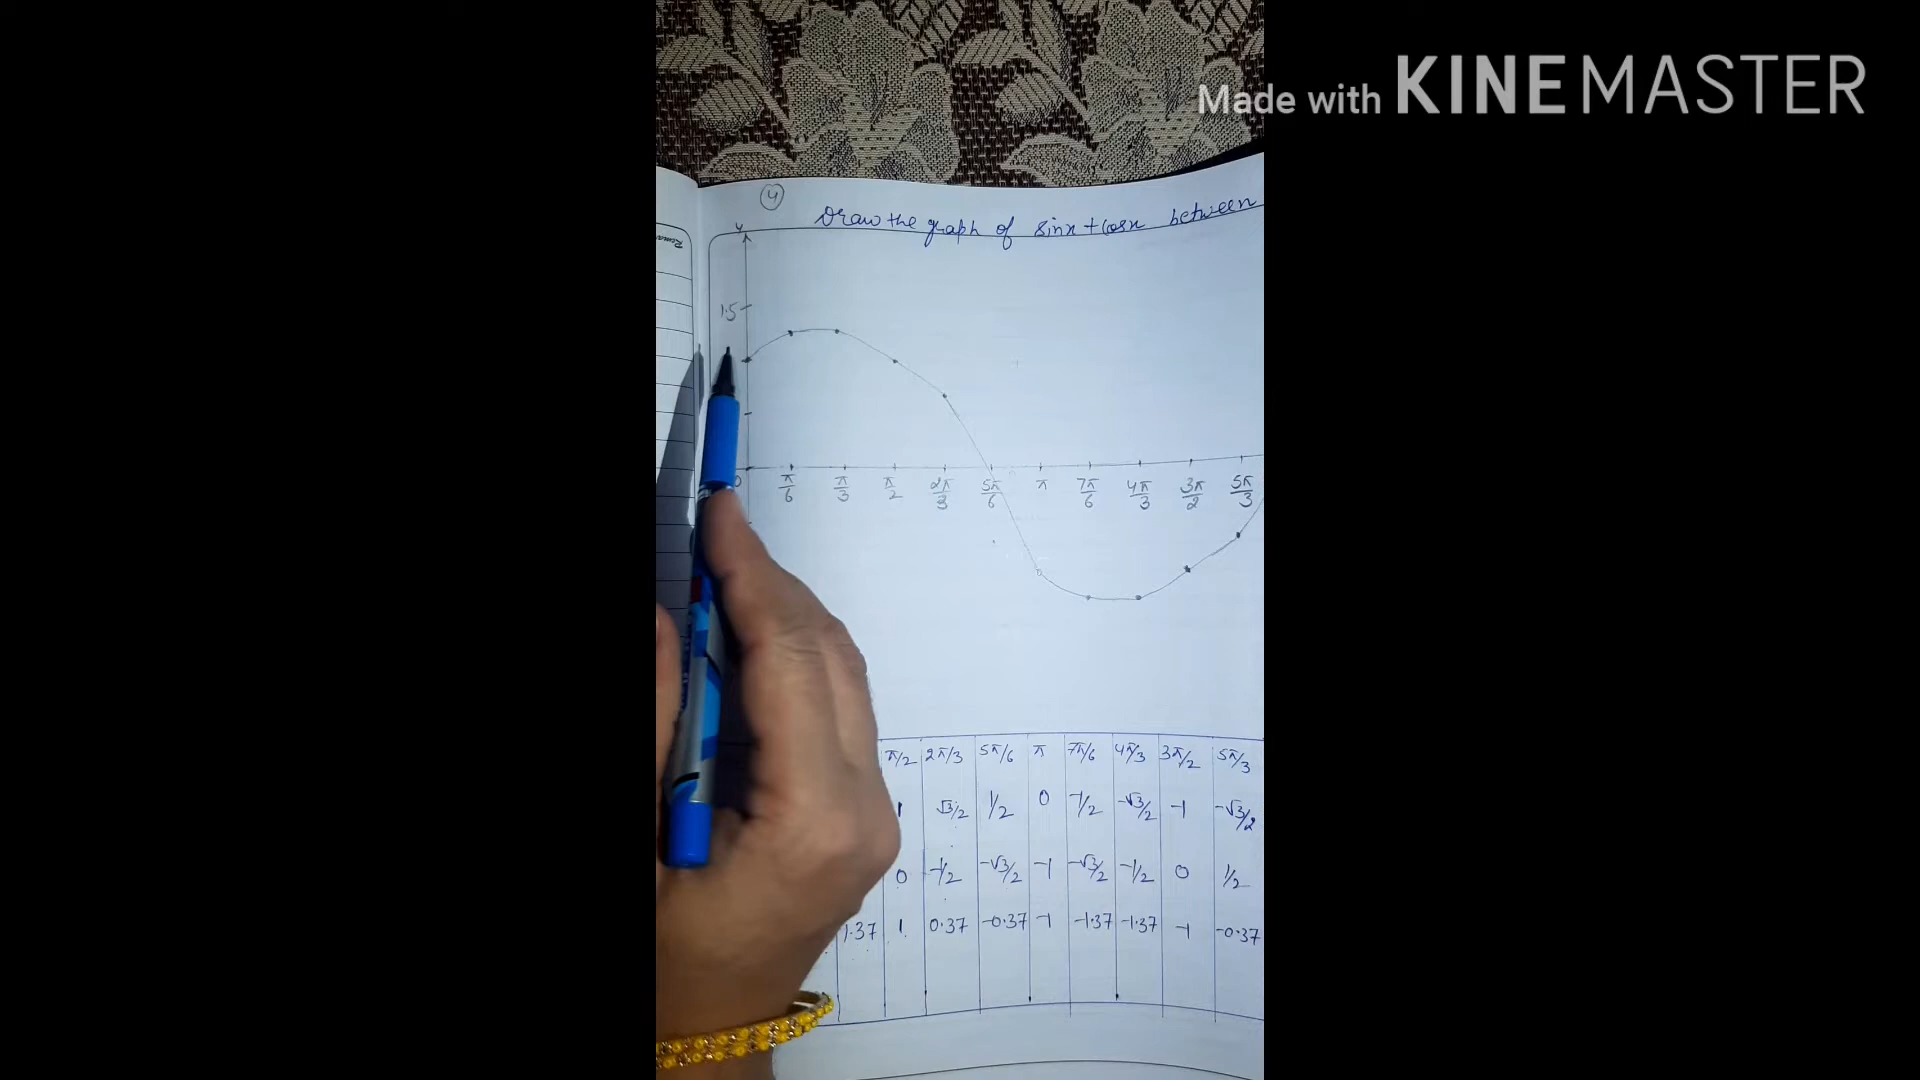 Made with KINEMASTER
4
Draw the graph of sinx+cosx between
y
1.5
0 π/6 π/3 π/2 2π/3 5π/6 π 7π/6 4π/3 3π/2 5π/3
π/2 2π/3 5π/6 π 7π/6 4π/3 3π/2 5π/3
1 √3/2 1/2 0 -1/2 -√3/2 -1 -√3/2
0 -1/2 -√3/2 -1 -√3/2 -1/2 0 1/2
1.37 1 0.37 -0.37 -1 -1.37 -1.37 -1 -0.37